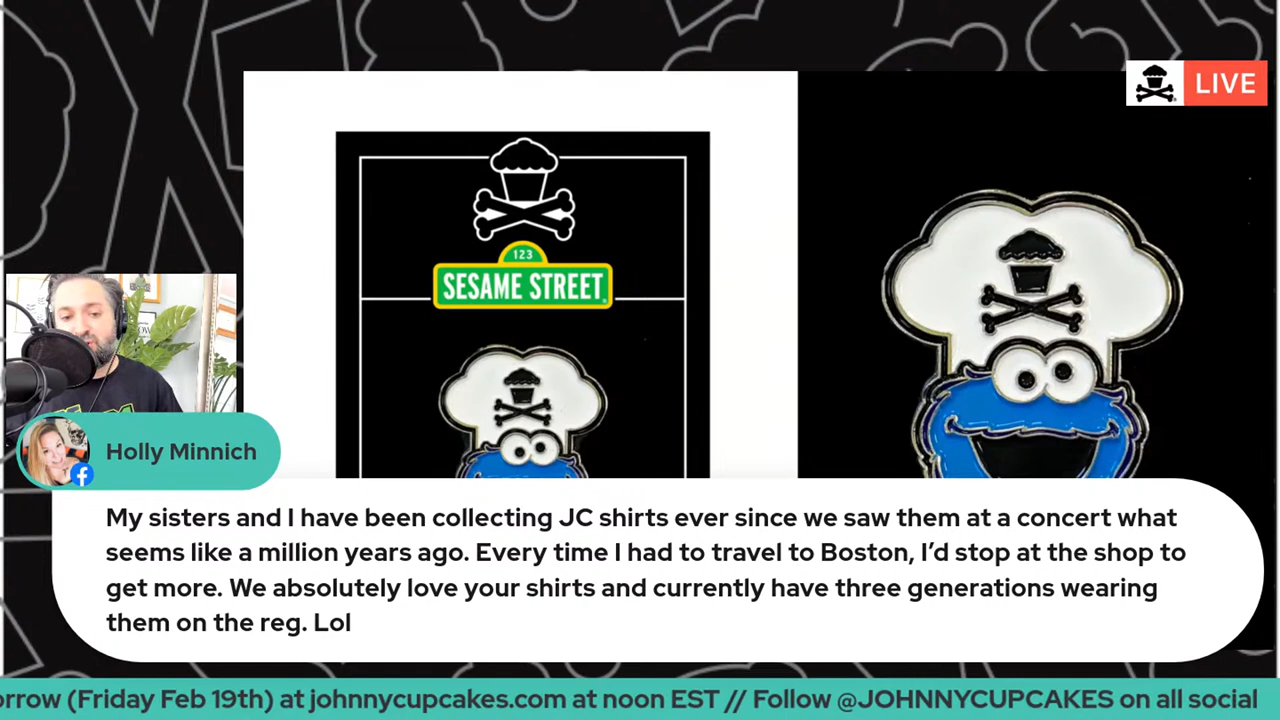 LIVE
123
SESAME STREET
Holly Minnich
My sisters and I have been collecting JC shirts ever since we saw them at a concert what
seems like a million years ago. Every time I had to travel to Boston, I’d stop at the shop to
get more. We absolutely love your shirts and currently have three generations wearing
them on the reg. Lol
orrow (Friday Feb 19th) at johnnycupcakes.com at noon EST // Follow @JOHNNYCUPCAKES on all social